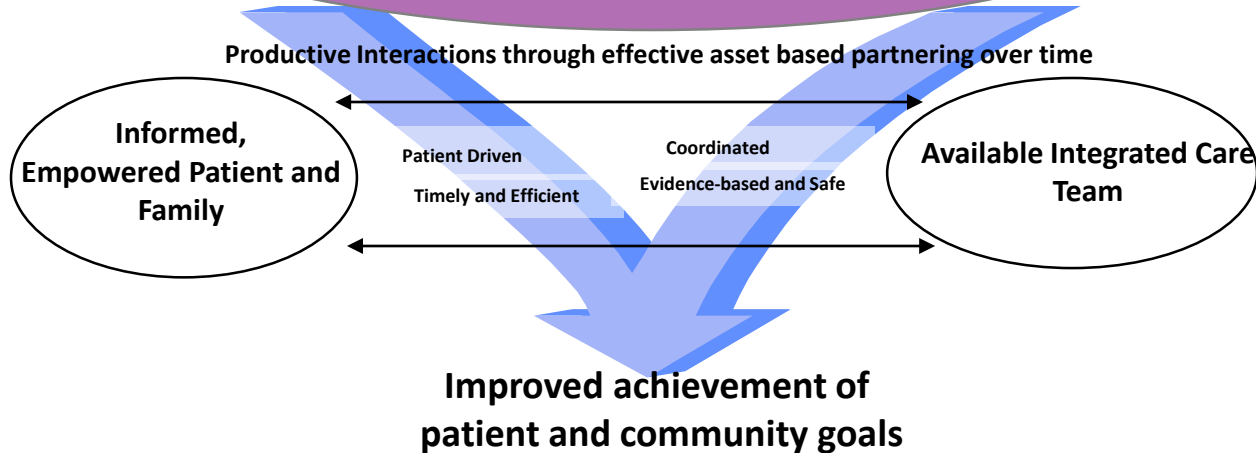 Productive Interactions through effective asset based partnering over time
Informed,
Empowered Patient and
Family
Patient Driven
Timely and Efficient
Coordinated
Evidence-based and Safe
Available Integrated Care
Team
Improved achievement of
patient and community goals